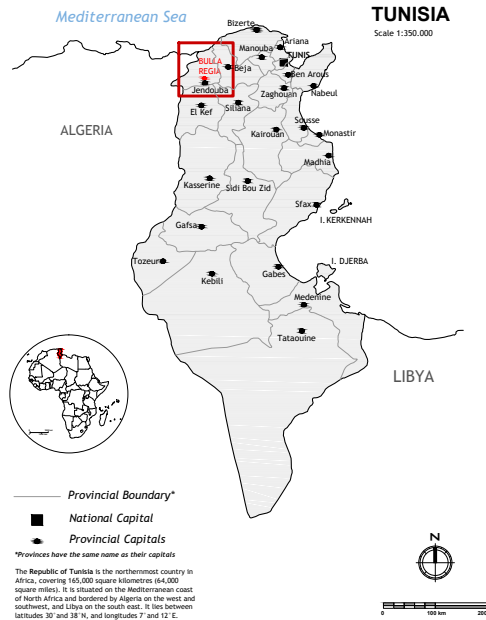 Mediterranean Sea
TUNISIA
Scale 1:350.000
Bizerte
Ariana
Manouba
TUNIS
BULLA
REGIA
Beja
Ben Arous
Jendouba
Zaghouan
Nabeul
El Kef
Siliana
Sousse
ALGERIA
Kairouan
Monastir
Madhia
Kasserine
Sidi Bou Zid
Sfax
I. KERKENNAH
Gafsa
Tozeur
Gabes
I. DJERBA
Kebili
Medenine
Tataouine
LIBYA
Provincial Boundary*
National Capital
Provincial Capitals
*Provinces have the same name as their capitals
The Republic of Tunisia is the northernmost country in
Africa, covering 165,000 square kilometres (64,000
square miles). It is situated on the Mediterranean coast
of North Africa and bordered by Algeria on the west and
southwest, and Libya on the south east. It lies between
latitudes 30°and 38°N, and longitudes 7°and 12°E.
N
0
100 km
200